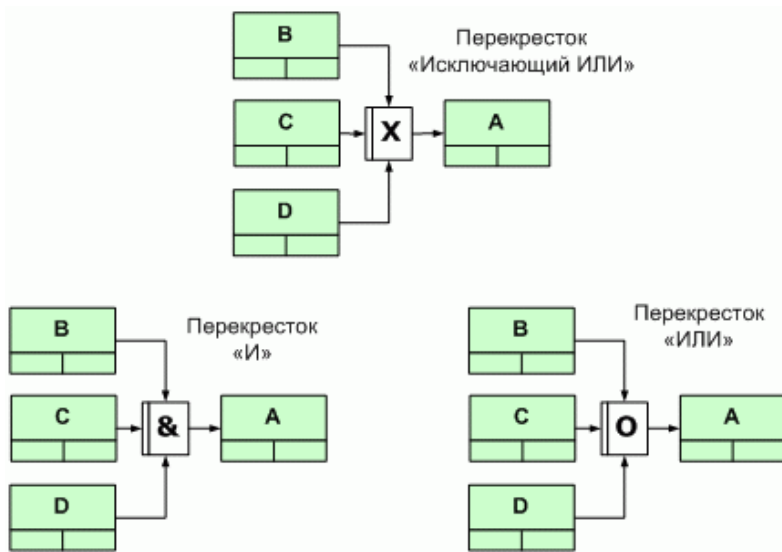 B
Перекресток
«Исключающий ИЛИ»
C
X
A
D
B
Перекресток
«И»
C
&
A
D
B
Перекресток
«ИЛИ»
C
O
A
D